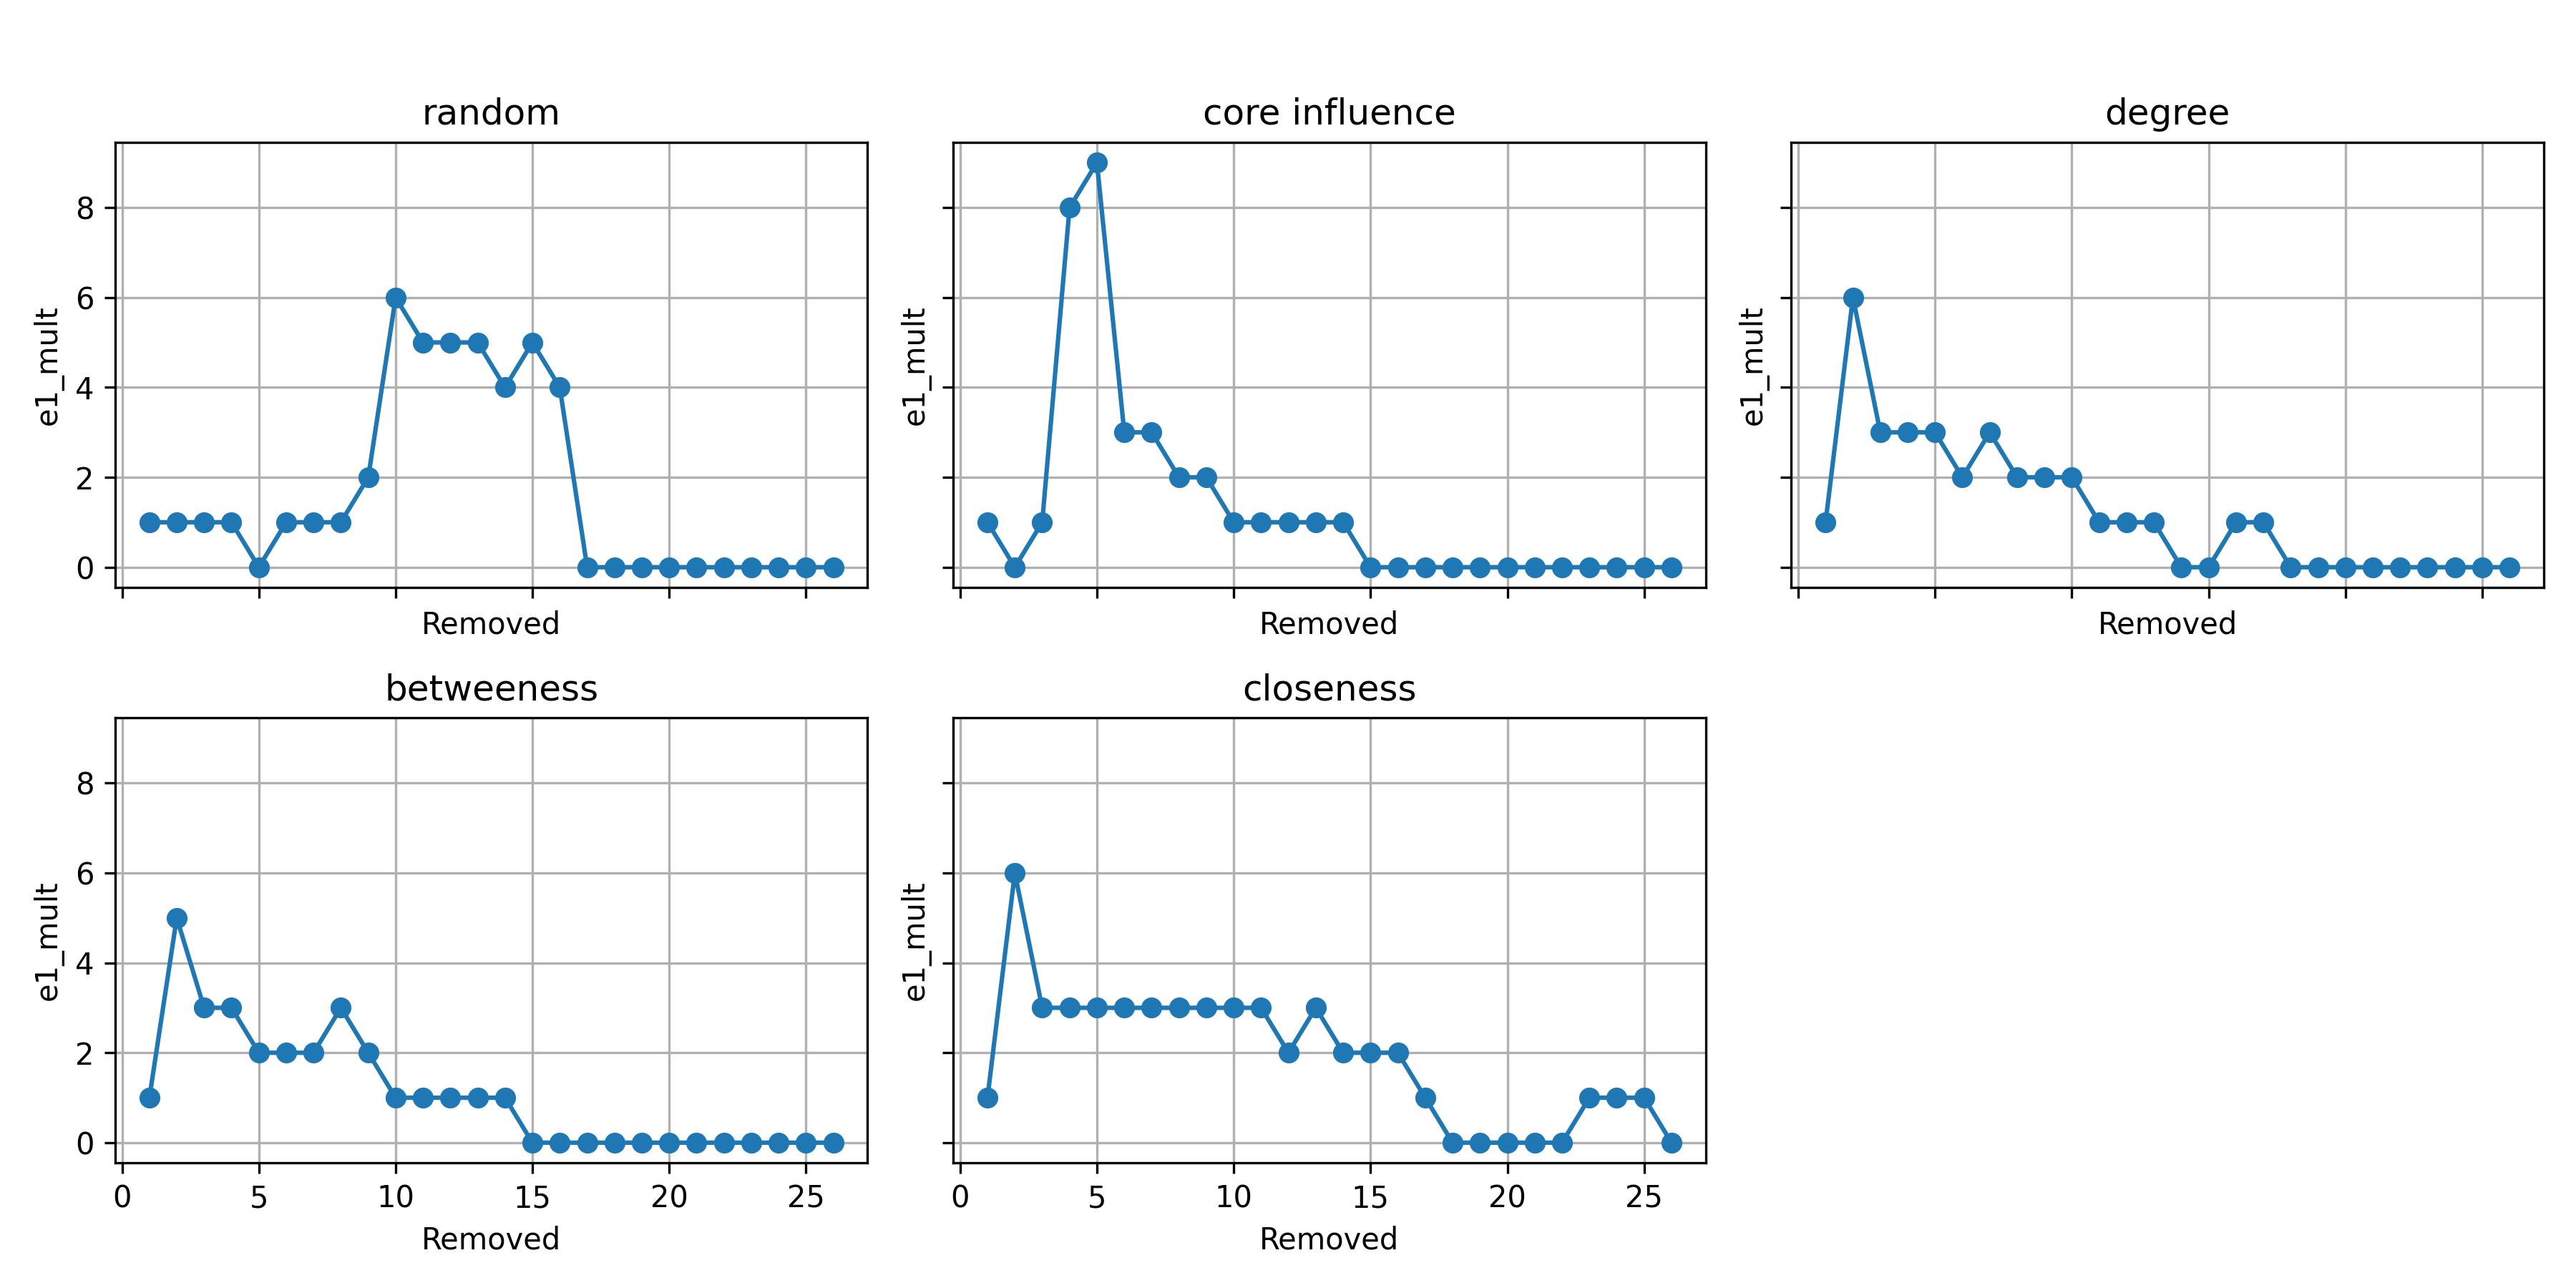 random
8
6
4
2
0
e1_mult
Removed
core influence
e1_mult
Removed
degree
e1_mult
Removed
betweeness
8
6
4
2
0
e1_mult
0 5 10 15 20 25
Removed
closeness
e1_mult
0 5 10 15 20 25
Removed